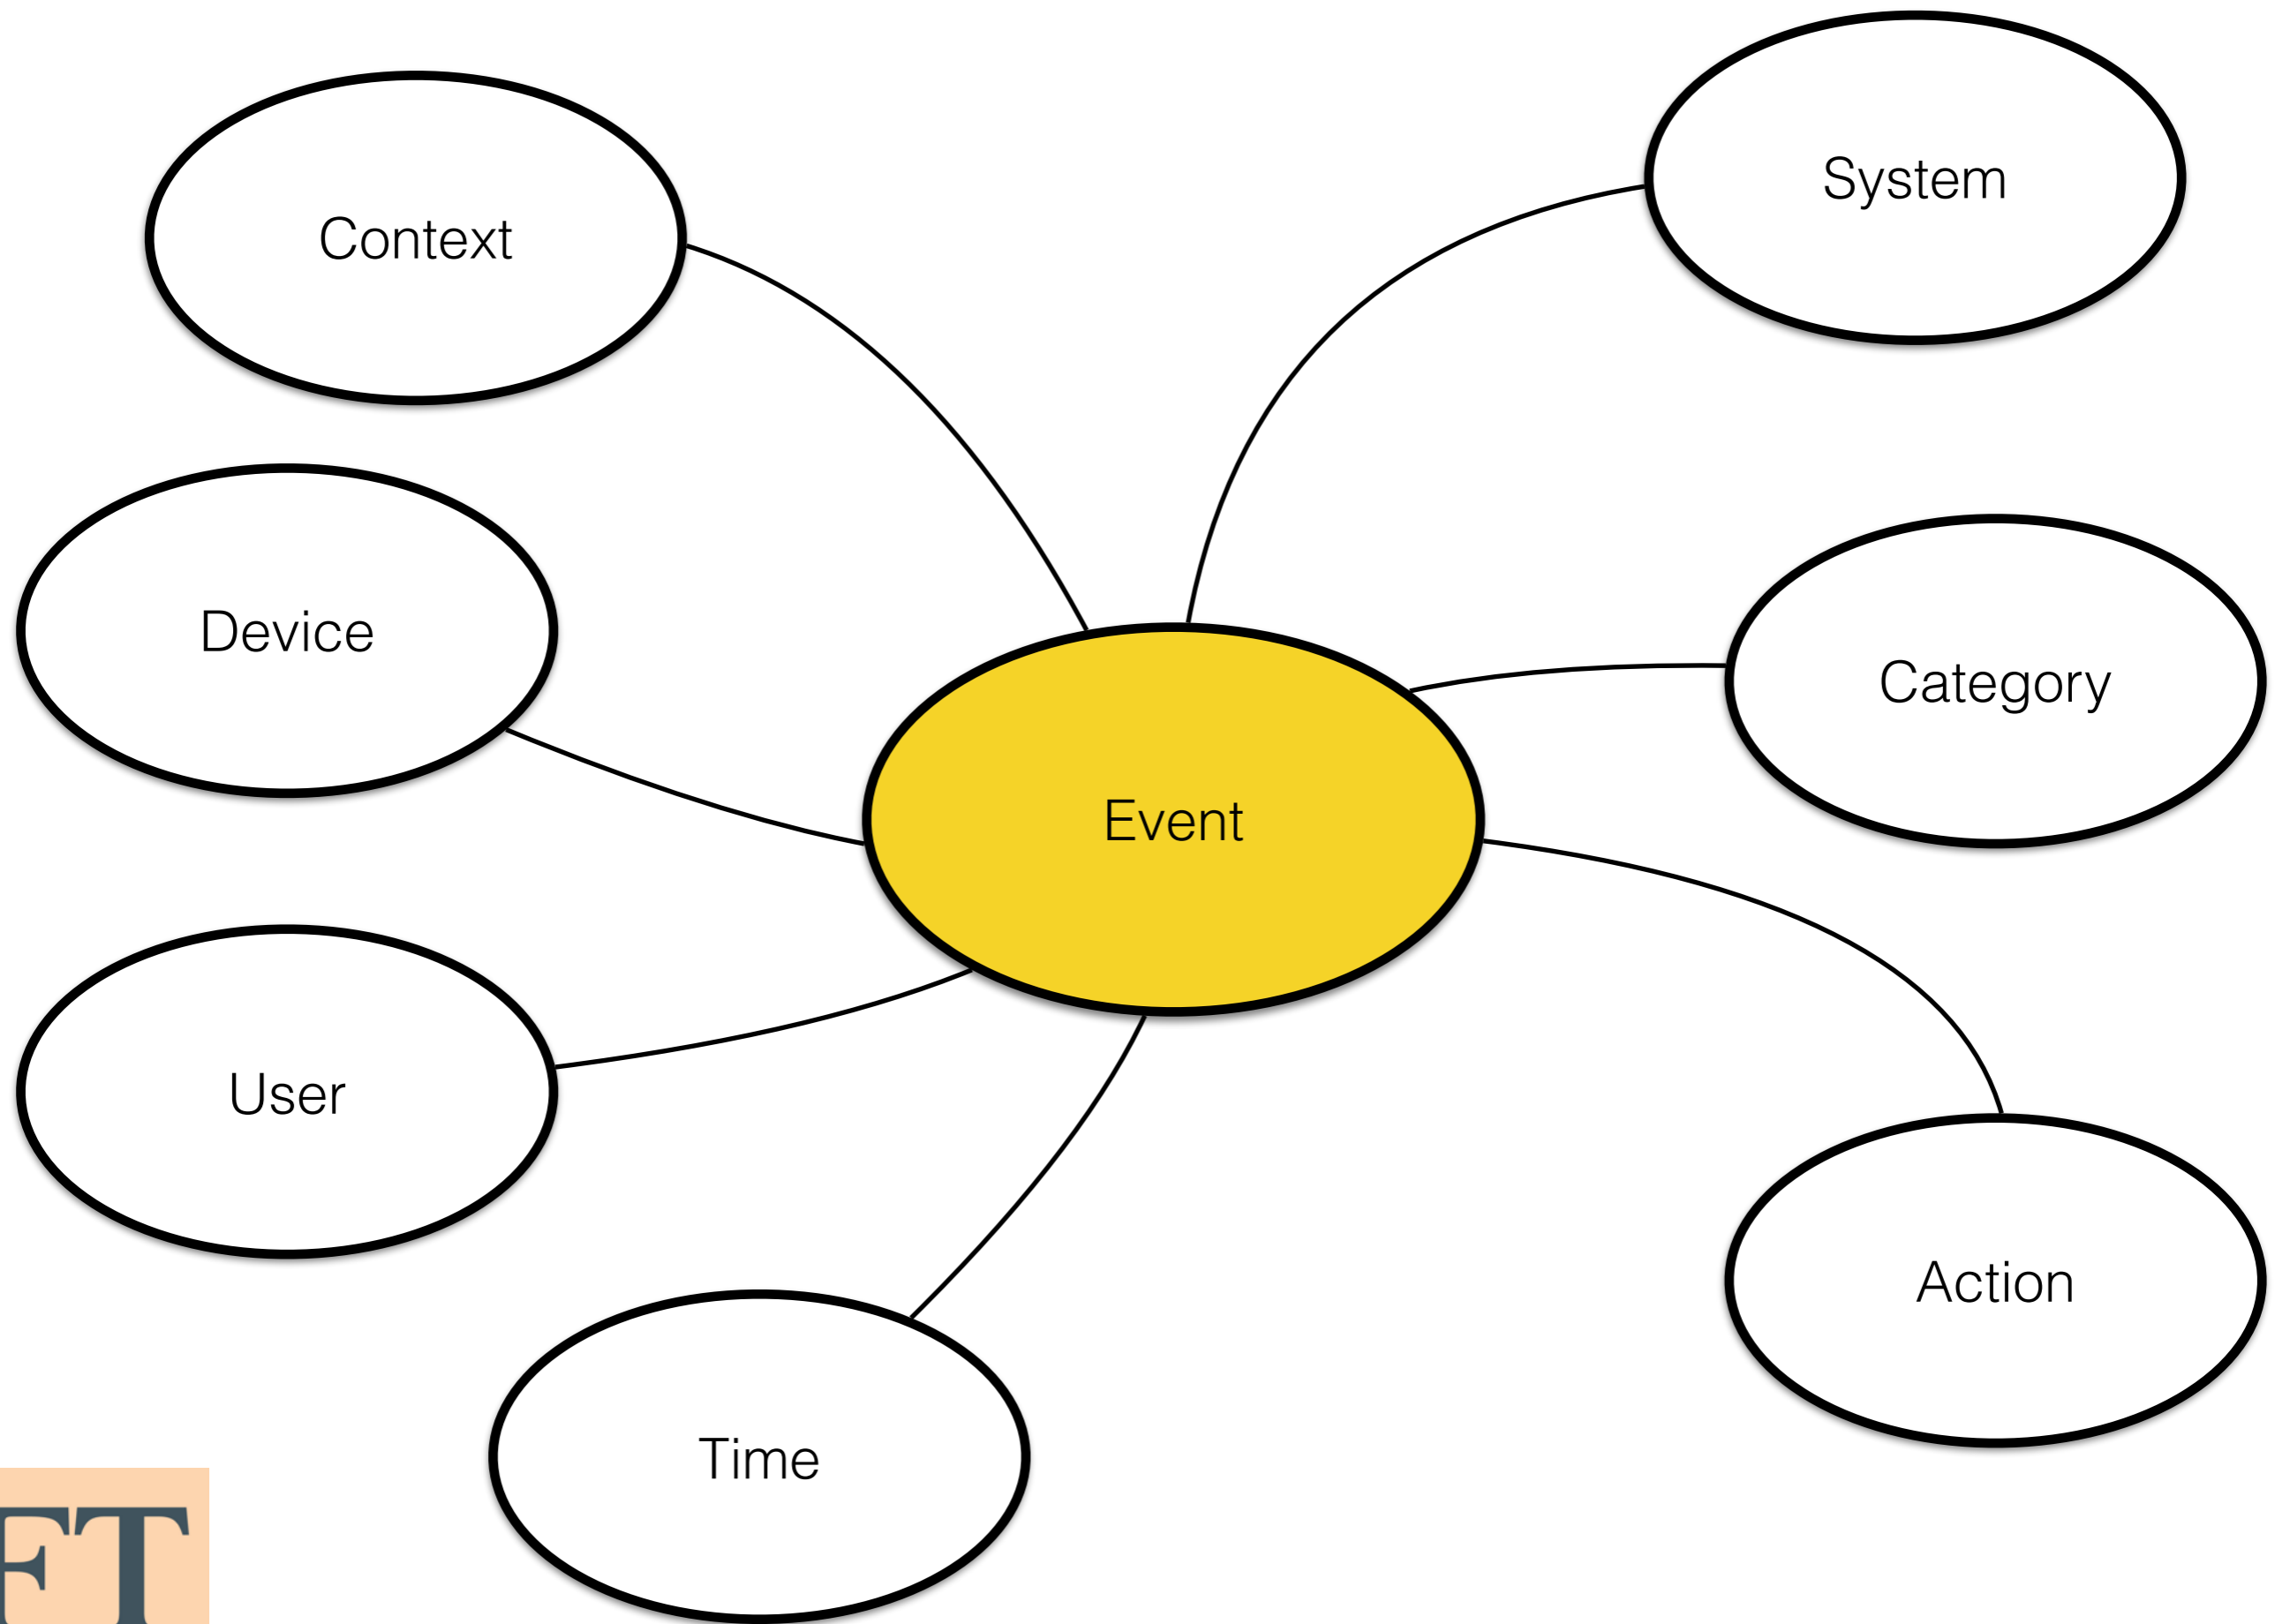 System
Context
Device
Category
Event
User
Action
Time
FT